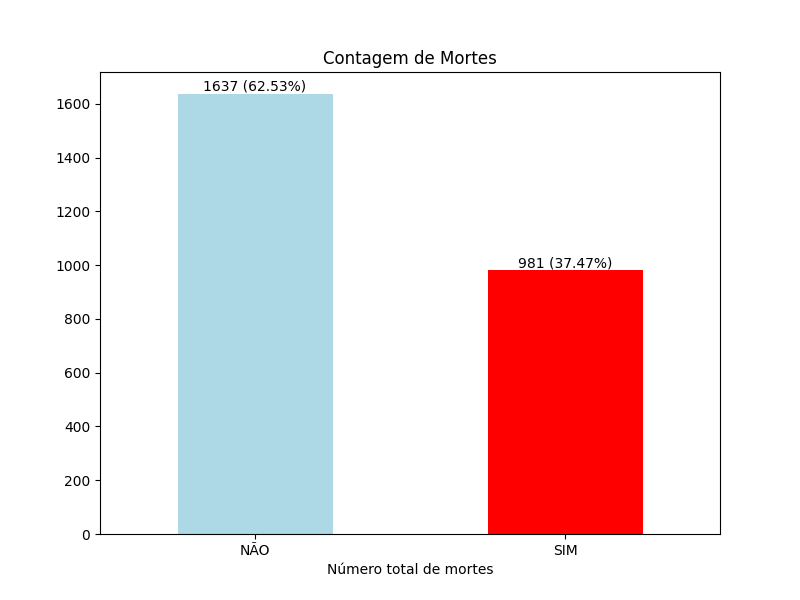 Contagem de Mortes
1637 (62.53%)
981 (37.47%)
1600
1400
1200
1000
800
600
400
200
0
NÃO
SIM
Número total de mortes